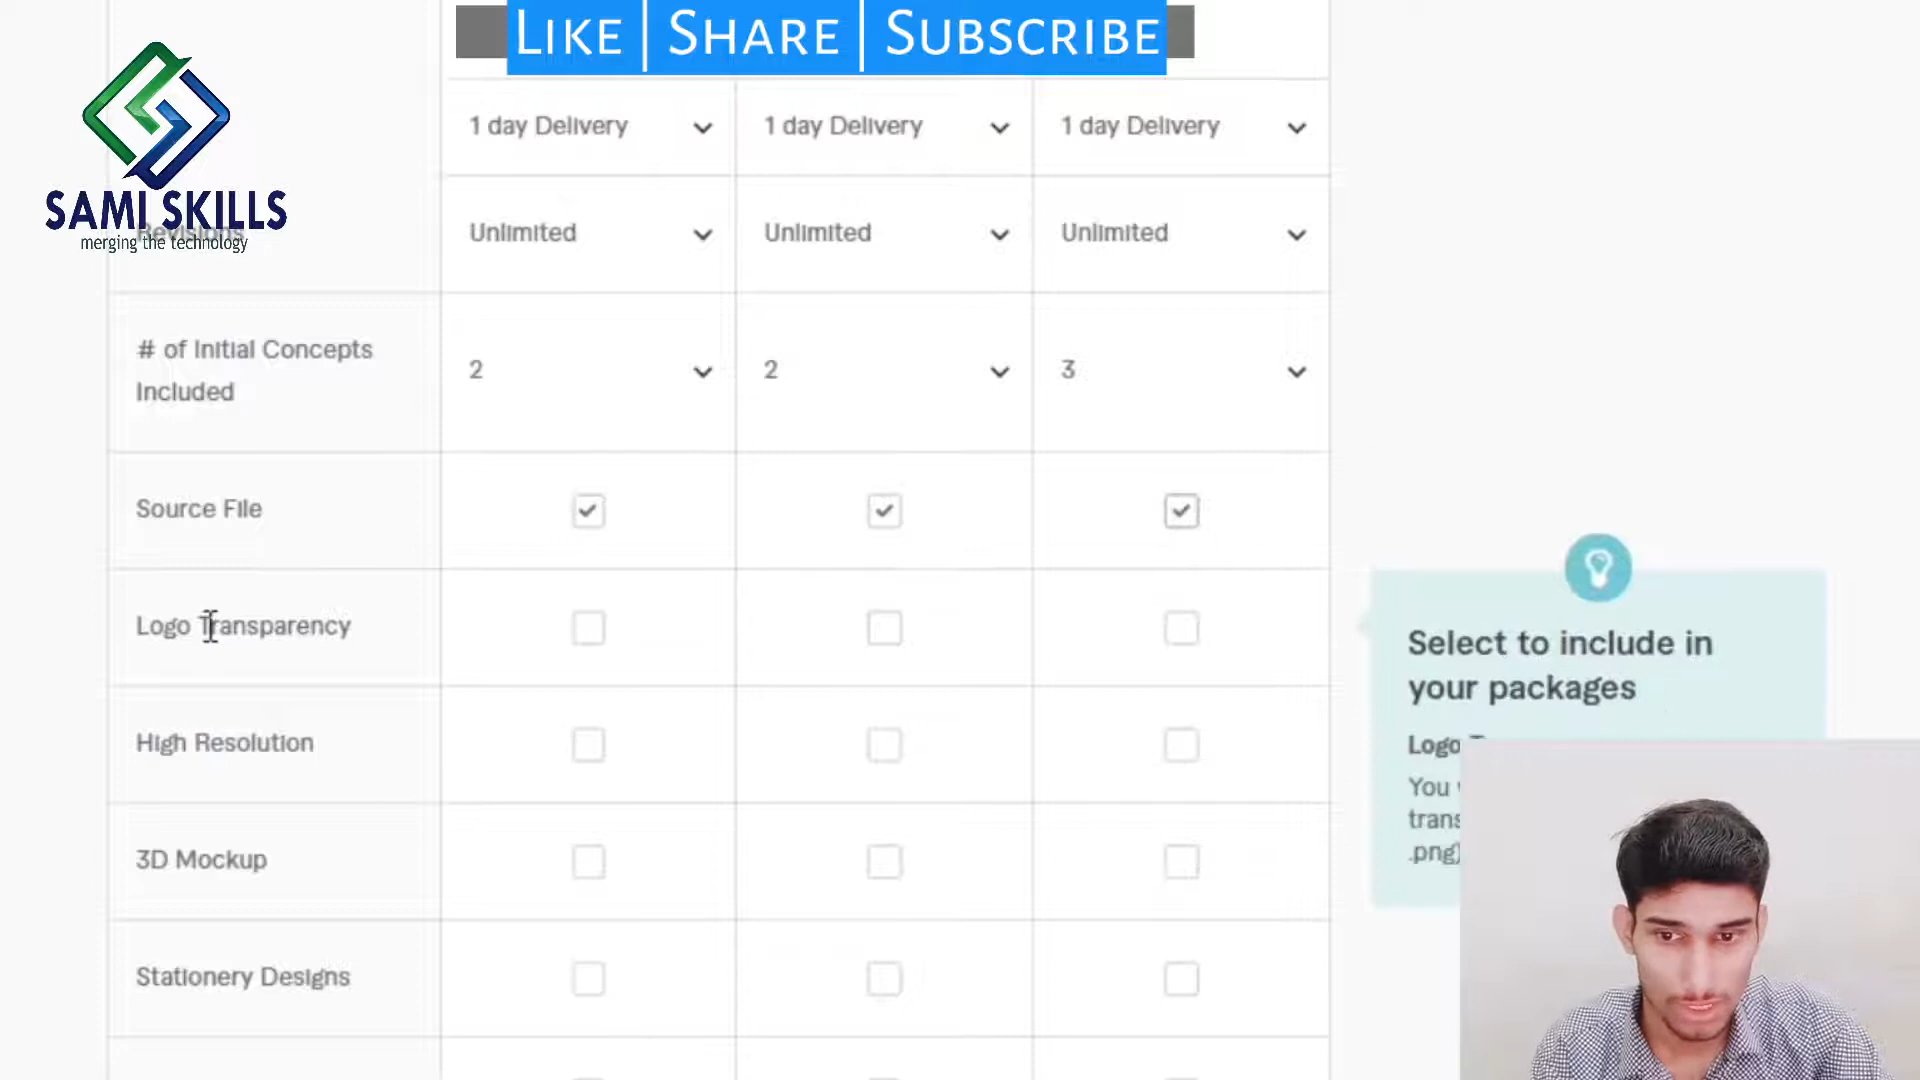 LIKE | SHARE | SUBSCRIBE
SAMI SKILLS
merging the technology
1 day Delivery 1 day Delivery 1 day Delivery
Revisions Unlimited Unlimited Unlimited
# of Initial Concepts
Included
2 2 3
Source File
Logo Transparency
High Resolution
3D Mockup
Stationery Designs
Select to include in
your packages
Logo
You
.png)